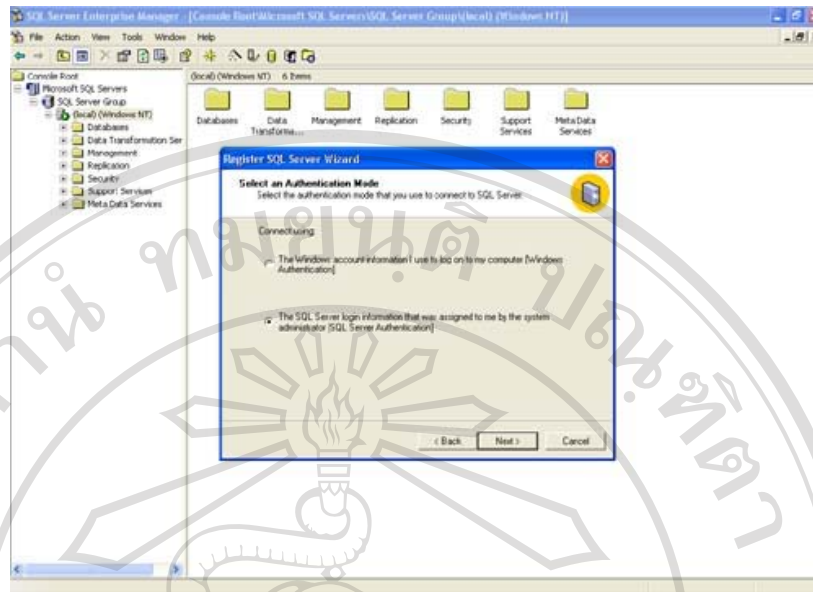 SQL Server Enterprise Manager - [Console Root\Microsoft SQL Servers\SQL Server Group\(local) (Windows NT)]
File Action View Tools Window Help
Console Root
Microsoft SQL Servers
SQL Server Group
(local) (Windows NT)
Databases
Data Transformation Ser
Management
Replication
Security
Support Services
Meta Data Services
(local) (Windows NT) 6 Items
Databases
Data Transforma...
Management
Replication
Security
Support Services
Meta Data Services
Register SQL Server Wizard
Select an Authentication Mode
Select the authentication mode that you use to connect to SQL Server.
Connect using:
The Windows account information I use to log on to my computer [Windows
Authentication]
The SQL Server login information that was assigned to me by the system
administrator [SQL Server Authentication]
< Back Next > Cancel